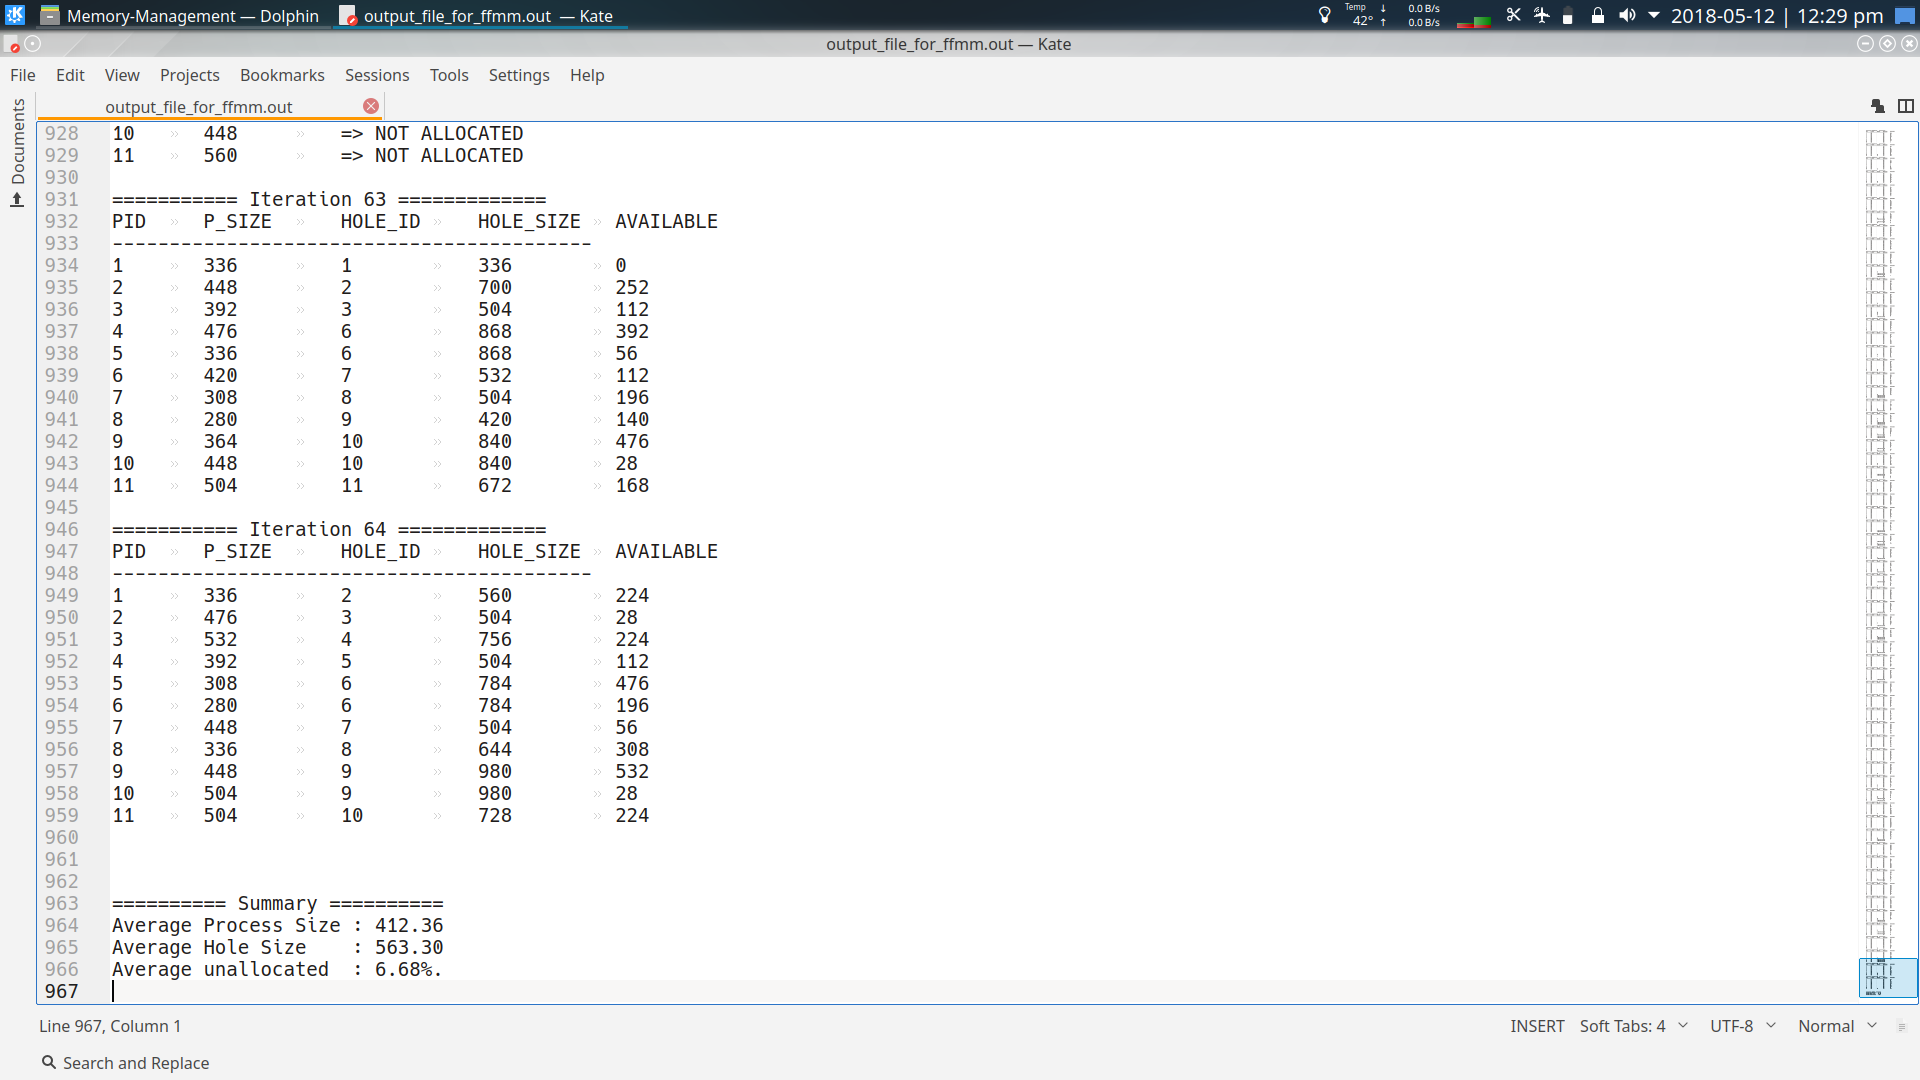 Memory-Management — Dolphin output_file_for_ffmm.out — Kate Temp 42° ↓ ↑ 0.0 B/s 0.0 B/s 2018-05-12 | 12:29 pm
output_file_for_ffmm.out — Kate
File Edit View Projects Bookmarks Sessions Tools Settings Help
output_file_for_ffmm.out
Documents
928 10 » 448 » => NOT ALLOCATED
929 11 » 560 » => NOT ALLOCATED
930
931 =========== Iteration 63 =============
932 PID » P_SIZE » HOLE_ID » HOLE_SIZE » AVAILABLE
933 ------------------------------------------
934 1 » 336 » 1 » 336 » 0
935 2 » 448 » 2 » 700 » 252
936 3 » 392 » 3 » 504 » 112
937 4 » 476 » 6 » 868 » 392
938 5 » 336 » 6 » 868 » 56
939 6 » 420 » 7 » 532 » 112
940 7 » 308 » 8 » 504 » 196
941 8 » 280 » 9 » 420 » 140
942 9 » 364 » 10 » 840 » 476
943 10 » 448 » 10 » 840 » 28
944 11 » 504 » 11 » 672 » 168
945
946 =========== Iteration 64 =============
947 PID » P_SIZE » HOLE_ID » HOLE_SIZE » AVAILABLE
948 ------------------------------------------
949 1 » 336 » 2 » 560 » 224
950 2 » 476 » 3 » 504 » 28
951 3 » 532 » 4 » 756 » 224
952 4 » 392 » 5 » 504 » 112
953 5 » 308 » 6 » 784 » 476
954 6 » 280 » 6 » 784 » 196
955 7 » 448 » 7 » 504 » 56
956 8 » 336 » 8 » 644 » 308
957 9 » 448 » 9 » 980 » 532
958 10 » 504 » 9 » 980 » 28
959 11 » 504 » 10 » 728 » 224
960
961
962
963 ========== Summary ==========
964 Average Process Size : 412.36
965 Average Hole Size : 563.30
966 Average unallocated : 6.68%.
967
Line 967, Column 1 INSERT Soft Tabs: 4 UTF-8 Normal
Search and Replace